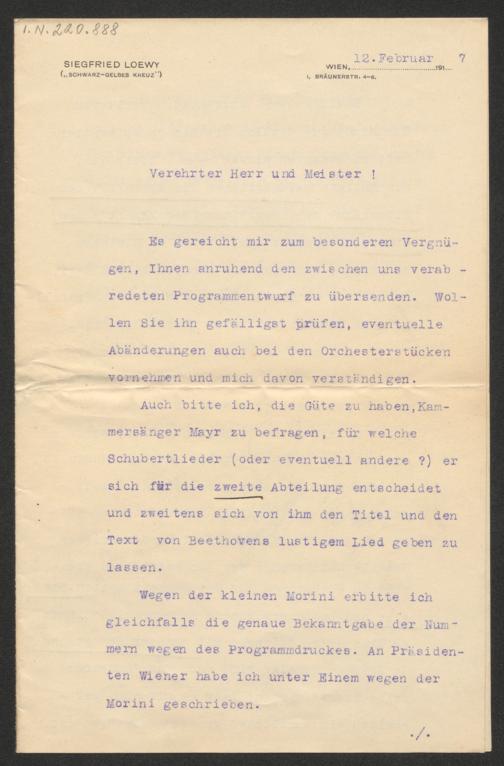 I.N. 220.888
SIEGFRIED LOEWY
(„SCHWARZ-GELBES KREUZ")
12.Februar 7
WIEN, 191
I, BRÄUNERSTR. 4-6.
Verehrter Herr und Meister !
Es gereicht mir zum besonderen Vergnü-
gen, Ihnen anruhend den zwischen uns verab -
redeten Programmentwurf zu übersenden. Wol-
len Sie ihn gefälligst prüfen, eventuelle
Abänderungen auch bei den Orchesterstücken
vornehmen und mich davon verständigen.
Auch bitte ich, die Güte zu haben,Kam-
mersänger Mayr zu befragen, für welche
Schubertlieder (oder eventuell andere ?) er
sich für die zweite Abteilung entscheidet
und zweitens sich von ihm den Titel und den
Text von Beethovens lustigem Lied geben zu
lassen.
Wegen der kleinen Morini erbitte ich
gleichfalls die genaue Bekanntgabe der Num-
mern wegen des Programmdruckes. An Präsiden-
ten Wiener habe ich unter Einem wegen der
Morini geschrieben.
./.